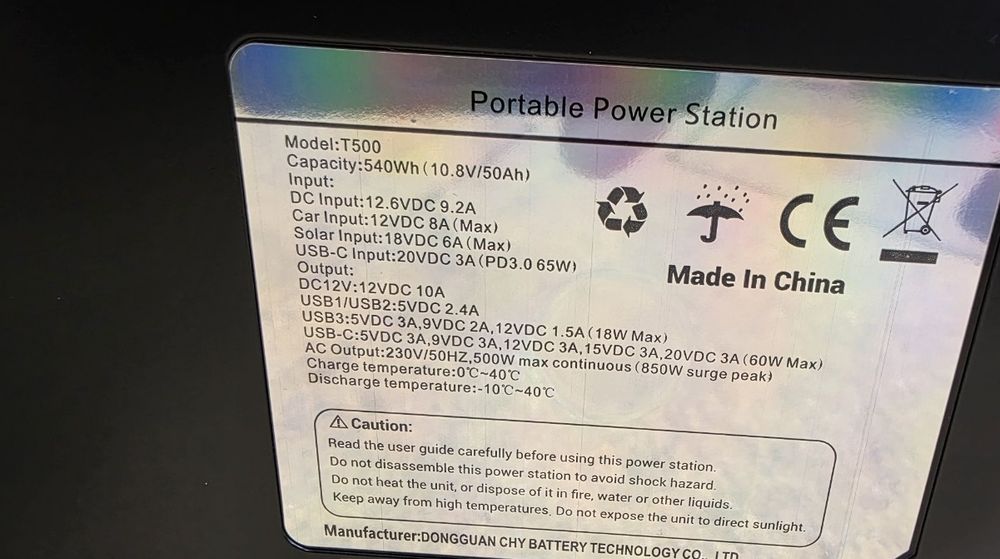 Portable Power Station
Model:T500
Capacity:540Wh(10.8V/50Ah)
Input:
DC Input:12.6VDC 9.2A
Car Input:12VDC 8A(Max)
Solar Input:18VDC 6A(Max)
USB-C Input:20VDC 3A(PD3.0 65W)
Output:
DC12V:12VDC 10A
USB1/USB2:5VDC 2.4A
USB3:5VDC 3A,9VDC 2A,12VDC 1.5A(18W Max)
USB-C:5VDC 3A,9VDC 3A,12VDC 3A,15VDC 3A,20VDC 3A(60W Max)
AC Output:230V/50HZ,500W max continuous(850W surge peak)
Charge temperature:0℃~40℃
Discharge temperature:-10℃~40℃
CE
Made In China
Caution:
Read the user guide carefully before using this power station.
Do not disassemble this power station to avoid shock hazard.
Do not heat the unit, or dispose of it in fire, water or other liquids.
Keep away from high temperatures. Do not expose the unit to direct sunlight.
Manufacturer:DONGGUAN CHY BATTERY TECHNOLOGY CO., LTD